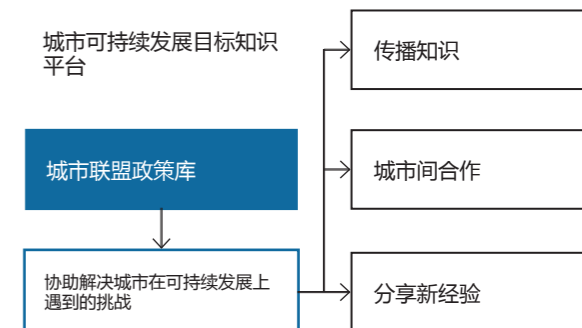 城市可持续发展目标知识
平台
传播知识
城市联盟政策库
城市间合作
协助解决城市在可持续发展上
遇到的挑战
分享新经验